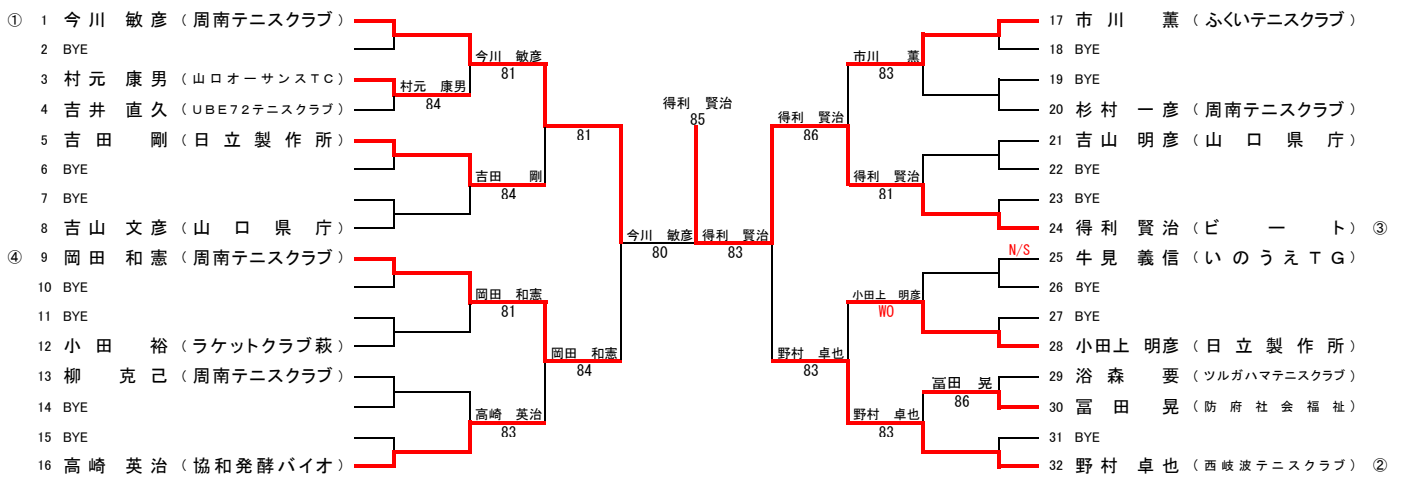 ① 1 今川 敏彦 (周南テニスクラブ)
2 BYE
3 村元 康男 (山口オーサンスTC)
4 吉井 直久 (UBE72テニスクラブ)
5 吉田 剛 (日立製作所)
6 BYE
7 BYE
8 吉山 文彦 (山口県庁)
④ 9 岡田 和憲 (周南テニスクラブ)
10 BYE
11 BYE
12 小田 裕 (ラケットクラブ萩)
13 柳 克己 (周南テニスクラブ)
14 BYE
15 BYE
16 高崎 英治 (協和発酵バイオ)
村元 康男
84
今川 敏彦
81
吉田 剛
84
岡田 和憲
81
高崎 英治
83
81
岡田 和憲
84
今川 敏彦
80
得利 賢治
85
得利 賢治
83
得利 賢治
86
野村 卓也
83
市川 薫
83
得利 賢治
81
小田上 明彦
WO
野村 卓也
83
冨田 晃
86
17 市川 薫 (ふくいテニスクラブ)
18 BYE
19 BYE
20 杉村 一彦 (周南テニスクラブ)
21 吉山 明彦 (山口県庁)
22 BYE
23 BYE
24 得利 賢治 (ビート) ③
N/S 25 牛見 義信 (いのうえTG)
26 BYE
27 BYE
28 小田上 明彦 (日立製作所)
29 浴森 要 (ツルガハマテニスクラブ)
30 冨田 晃 (防府社会福祉)
31 BYE
32 野村 卓也 (西岐波テニスクラブ) ②